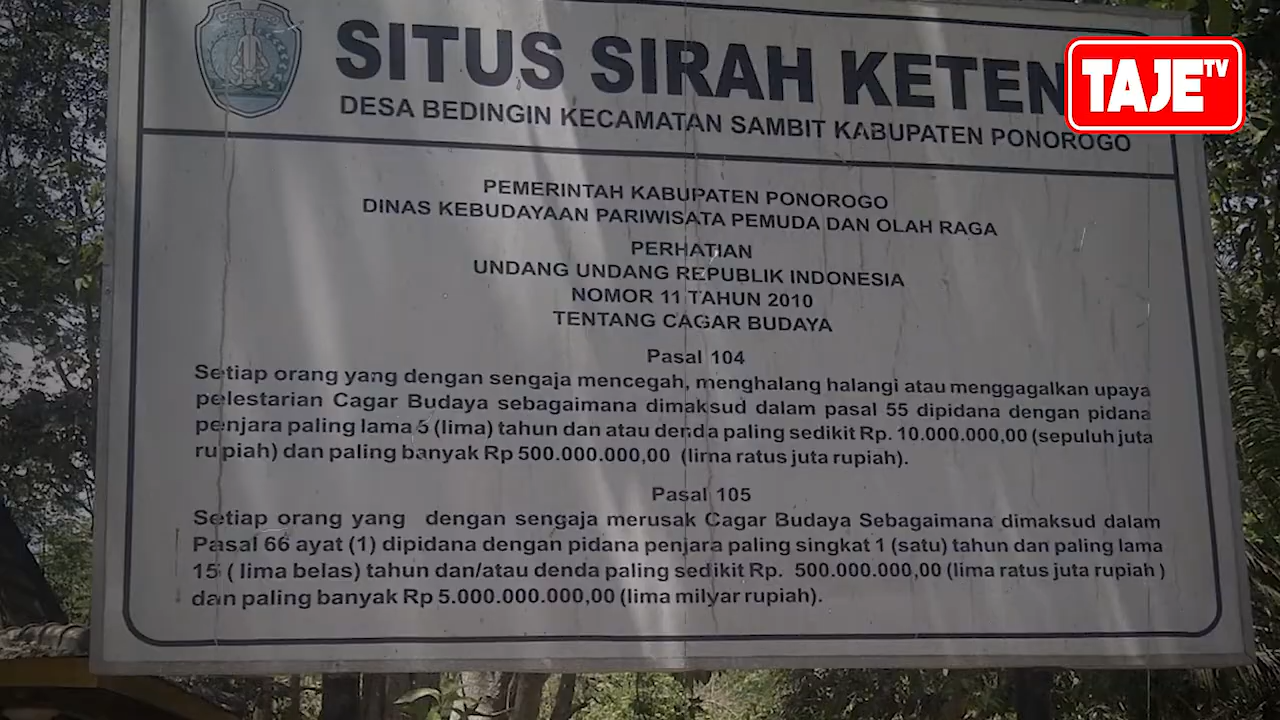 SITUS SIRAH KETEN
DESA BEDINGIN KECAMATAN SAMBIT KABUPATEN PONOROGO
TAJE TV
PEMERINTAH KABUPATEN PONOROGO
DINAS KEBUDAYAAN PARIWISATA PEMUDA DAN OLAH RAGA
PERHATIAN
UNDANG UNDANG REPUBLIK INDONESIA
NOMOR 11 TAHUN 2010
TENTANG CAGAR BUDAYA
Pasal 104
Setiap orang yang dengan sengaja mencegah, menghalang halangi atau menggagalkan upaya
pelestarian Cagar Budaya sebagaimana dimaksud dalam pasal 55 dipidana dengan pidana
penjara paling lama 5 (lima) tahun dan atau denda paling sedikit Rp. 10.000.000,00 (sepuluh juta
rupiah) dan paling banyak Rp 500.000.000,00 (lima ratus juta rupiah).
Pasal 105
Setiap orang yang dengan sengaja merusak Cagar Budaya Sebagaimana dimaksud dalam
Pasal 66 ayat (1) dipidana dengan pidana penjara paling singkat 1 (satu) tahun dan paling lama
15 ( lima belas) tahun dan/atau denda paling sedikit Rp. 500.000.000,00 (lima ratus juta rupiah )
dan paling banyak Rp 5.000.000.000,00 (lima milyar rupiah).